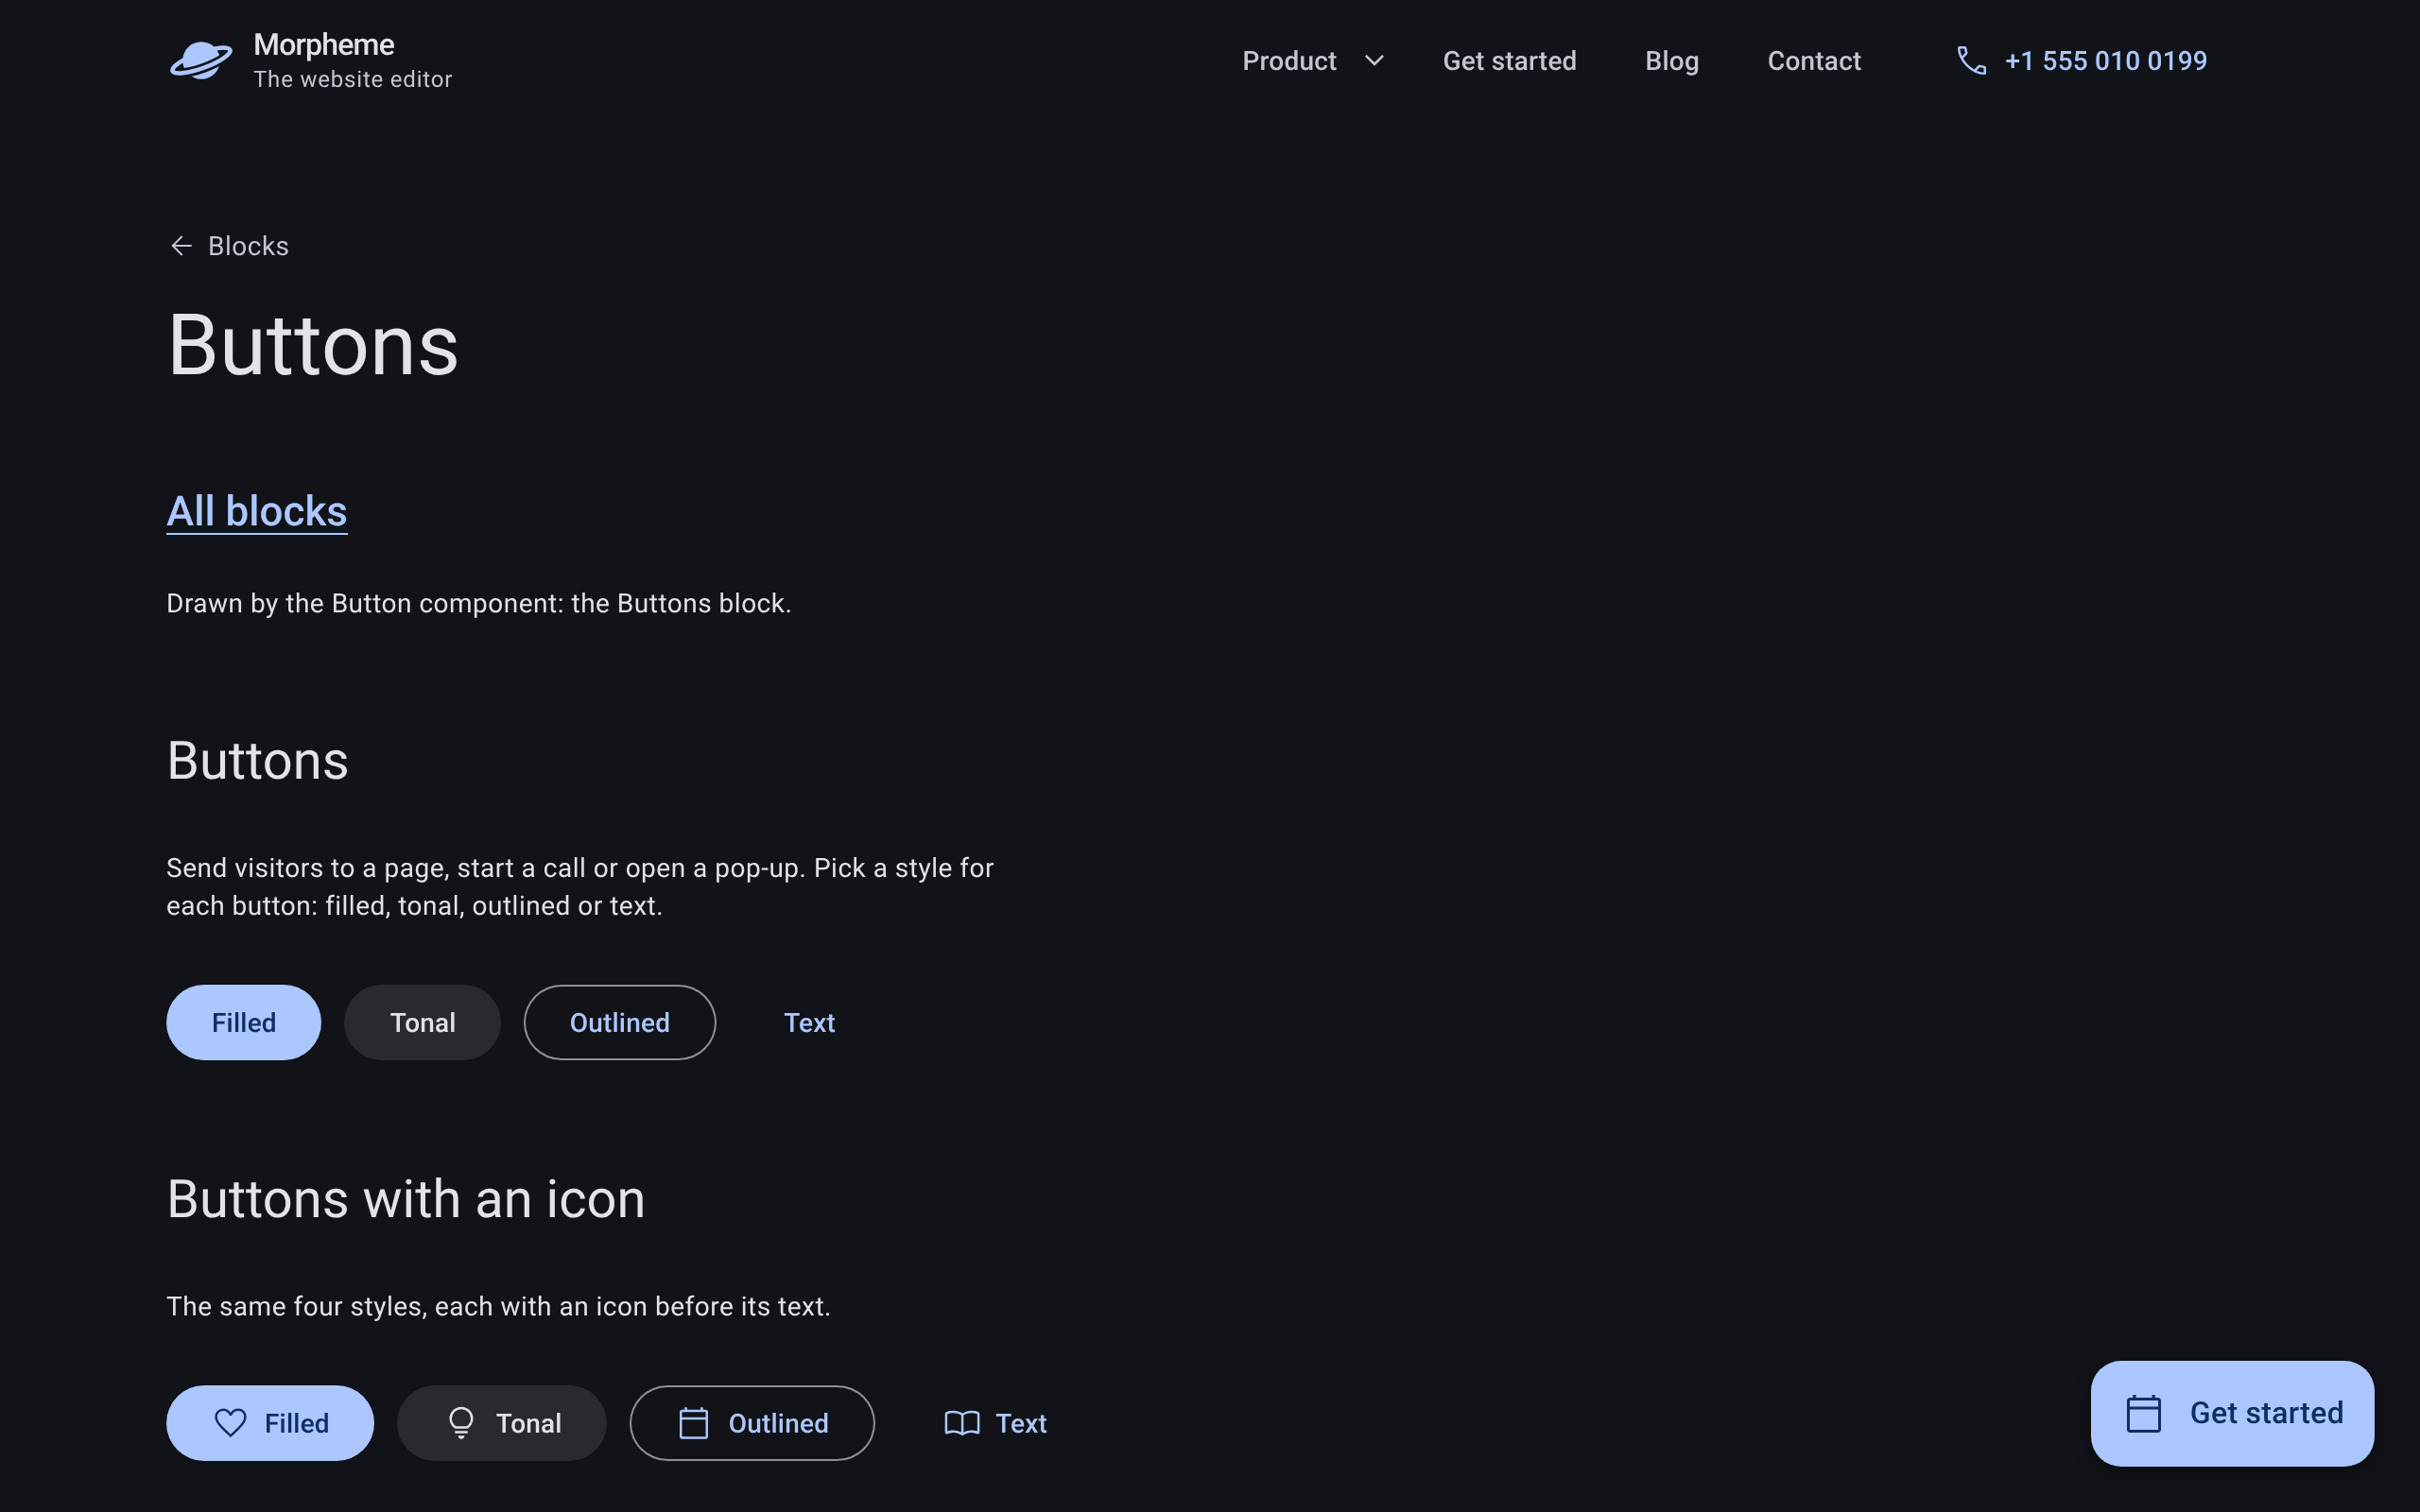 Morpheme
The website editor
Product
Get started
Blog
Contact
+1 555 010 0199
Blocks
Buttons
All blocks
Drawn by the Button component: the Buttons block.
Buttons
Send visitors to a page, start a call or open a pop-up. Pick a style for
each button: filled, tonal, outlined or text.
Filled
Tonal
Outlined
Text
Buttons with an icon
The same four styles, each with an icon before its text.
Filled
Tonal
Outlined
Text
Get started